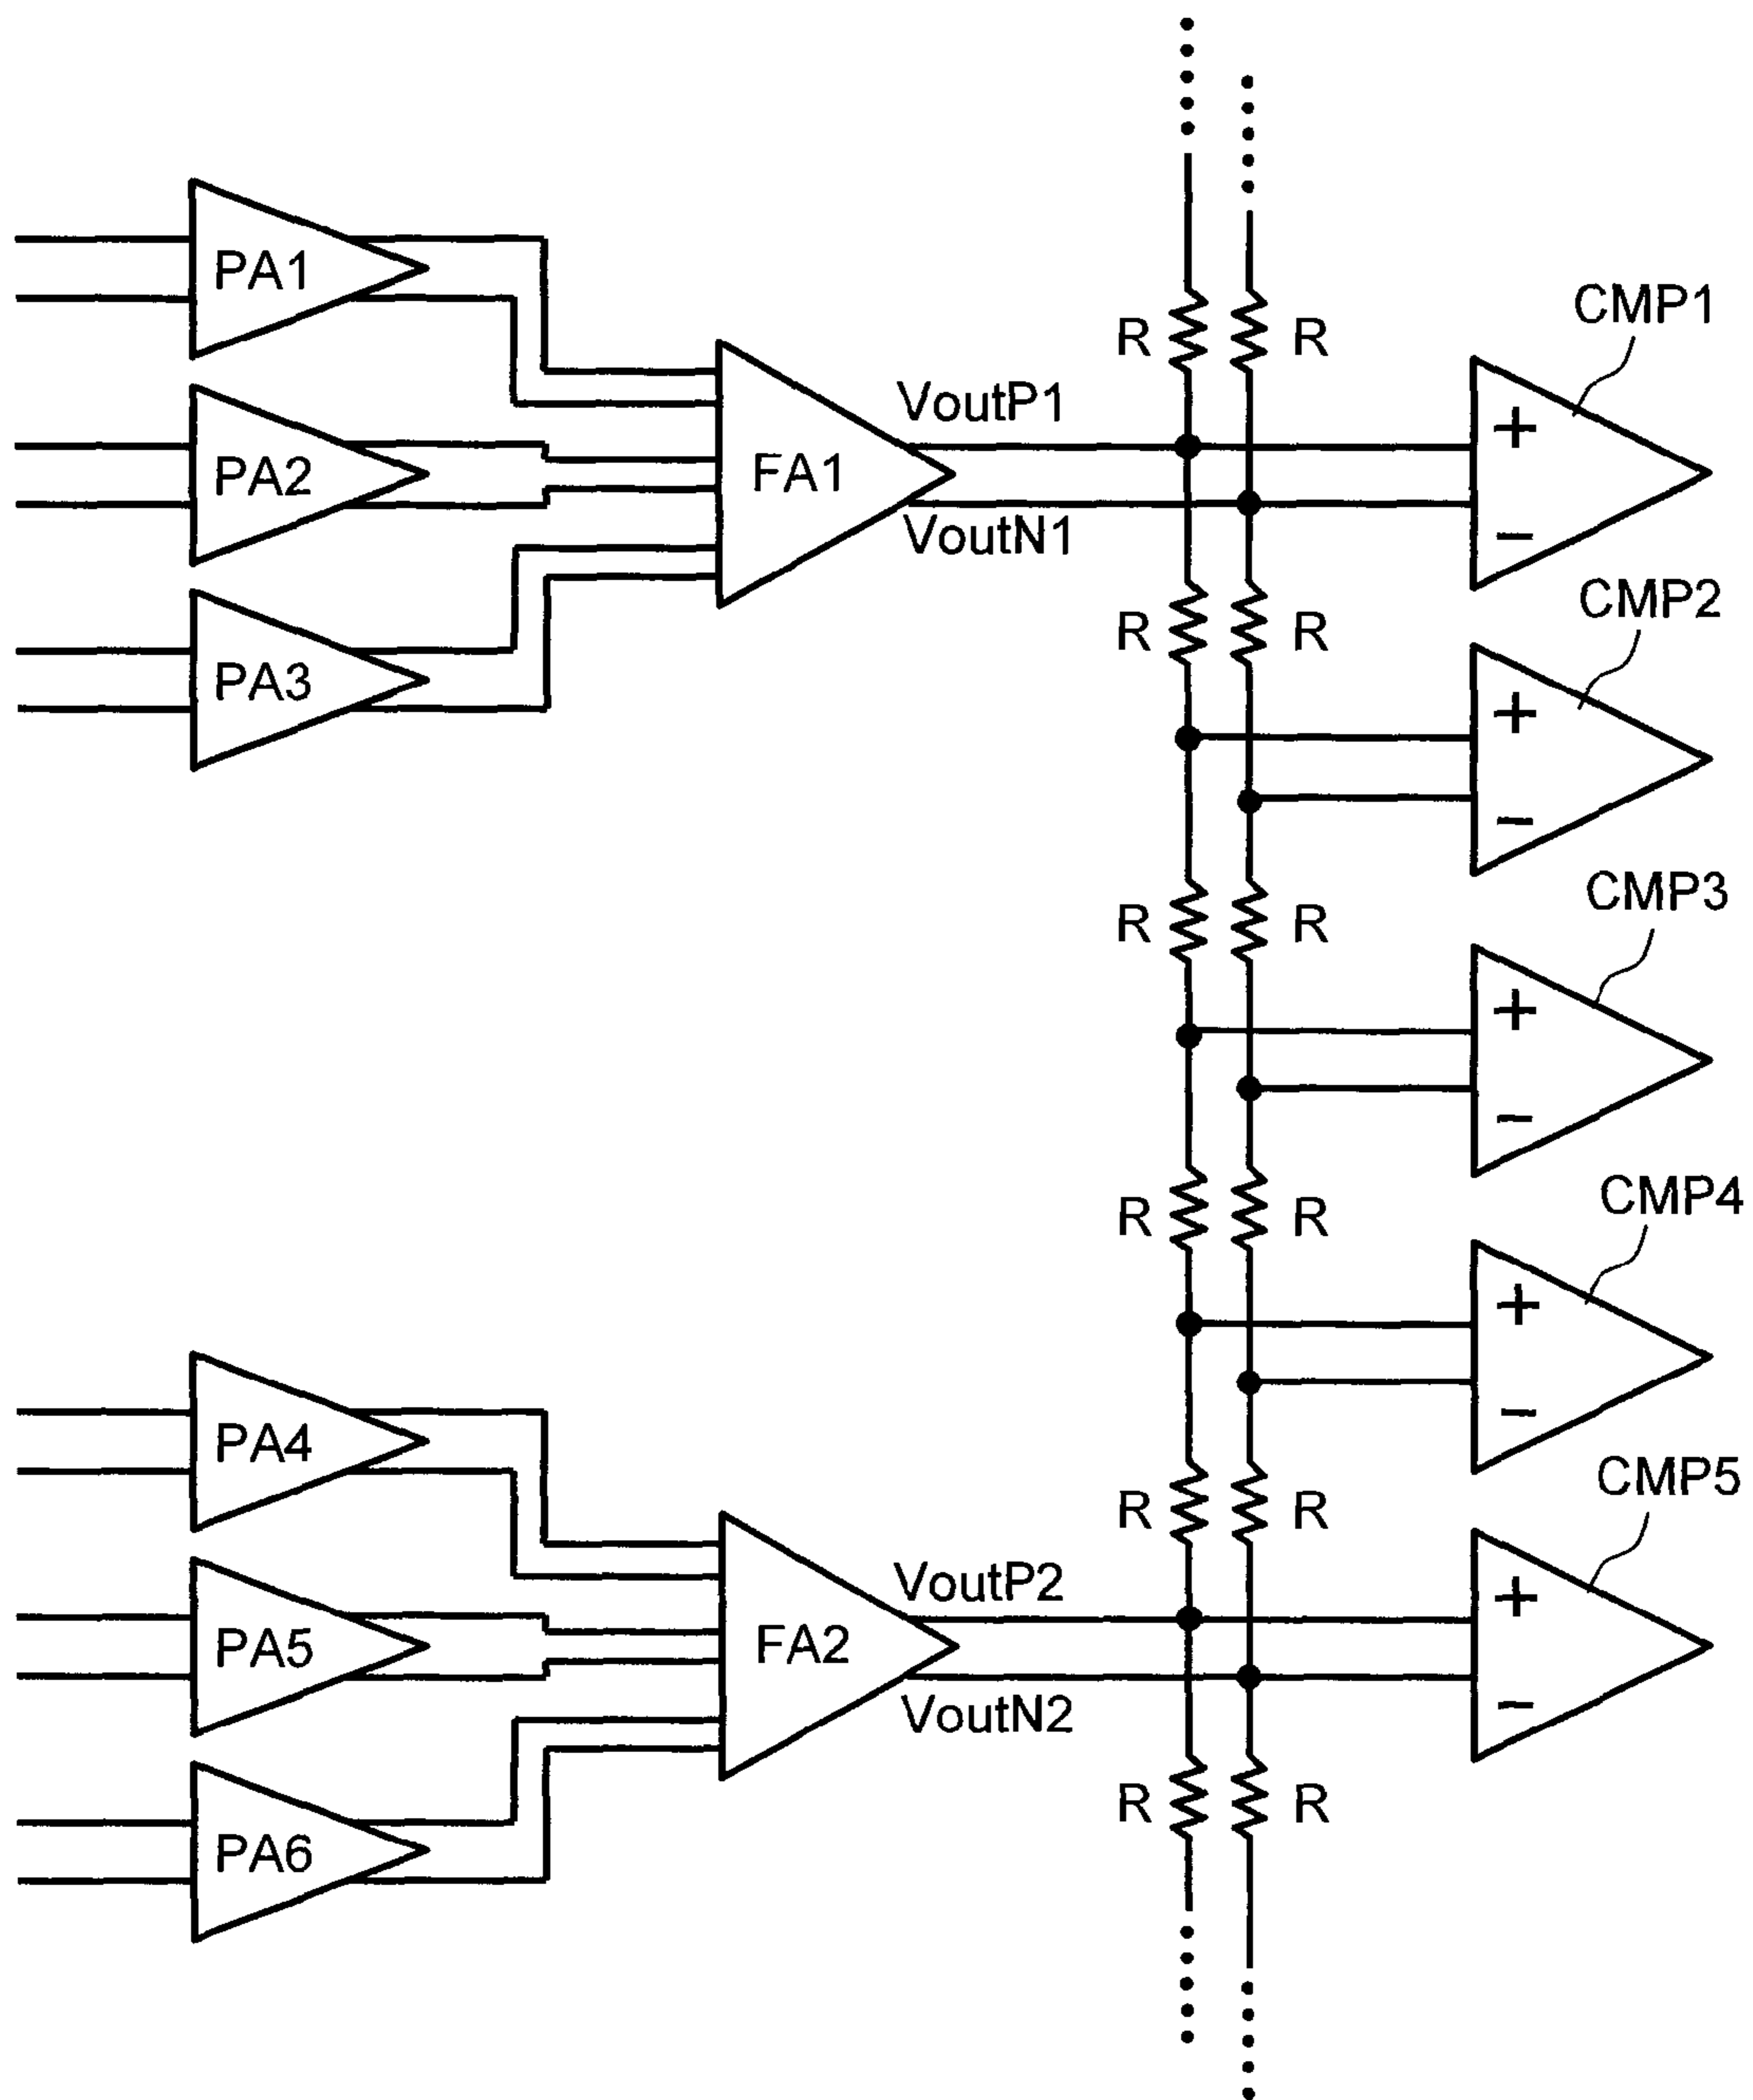 PA1
PA2
PA3
FA1
VoutP1
VoutN1
R R
CMP1
+
−
R R
CMP2
+
−
R R
CMP3
+
−
R R
CMP4
+
−
PA4
PA5
PA6
FA2
VoutP2
VoutN2
R R
CMP5
+
−
R R